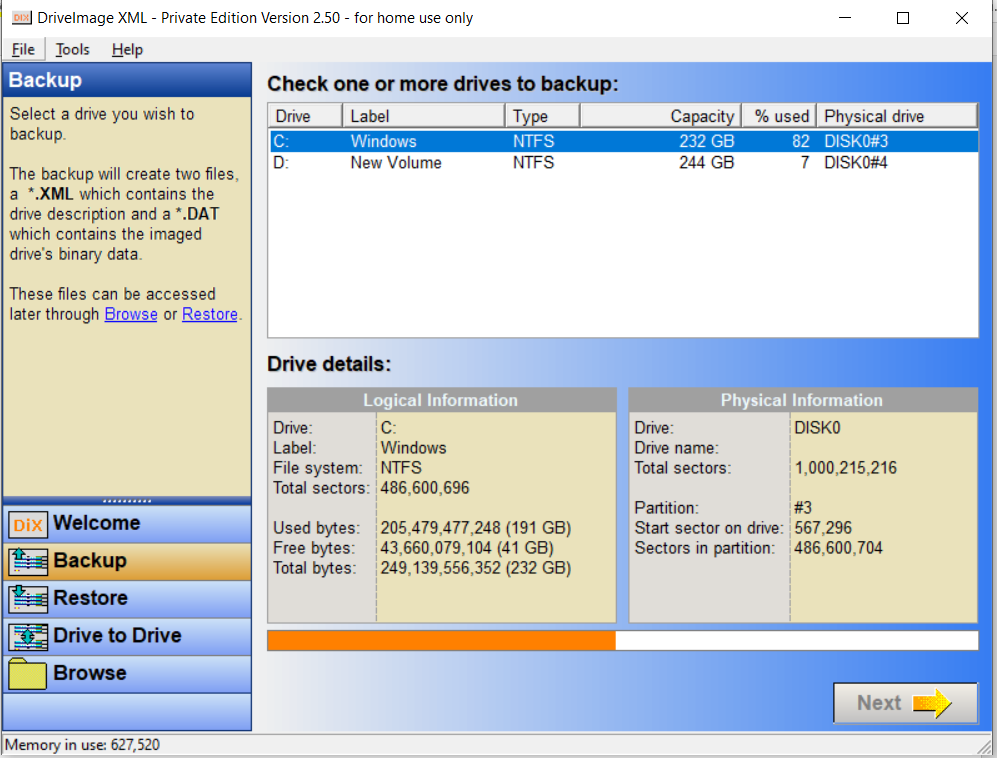 DriveImage XML - Private Edition Version 2.50 - for home use only
File Tools Help
Backup
Select a drive you wish to
backup.
The backup will create two files,
a *.XML which contains the
drive description and a *.DAT
which contains the imaged
drive's binary data.
These files can be accessed
later through Browse or Restore.
DiX Welcome
Backup
Restore
Drive to Drive
Browse
Check one or more drives to backup:
Drive Label Type Capacity % used Physical drive
C: Windows NTFS 232 GB 82 DISK0#3
D: New Volume NTFS 244 GB 7 DISK0#4
Drive details:
Logical Information
Drive: C:
Label: Windows
File system: NTFS
Total sectors: 486,600,696
Used bytes: 205,479,477,248 (191 GB)
Free bytes: 43,660,079,104 (41 GB)
Total bytes: 249,139,556,352 (232 GB)
Physical Information
Drive: DISK0
Drive name:
Total sectors: 1,000,215,216
Partition: #3
Start sector on drive: 567,296
Sectors in partition: 486,600,704
Next
Memory in use: 627,520